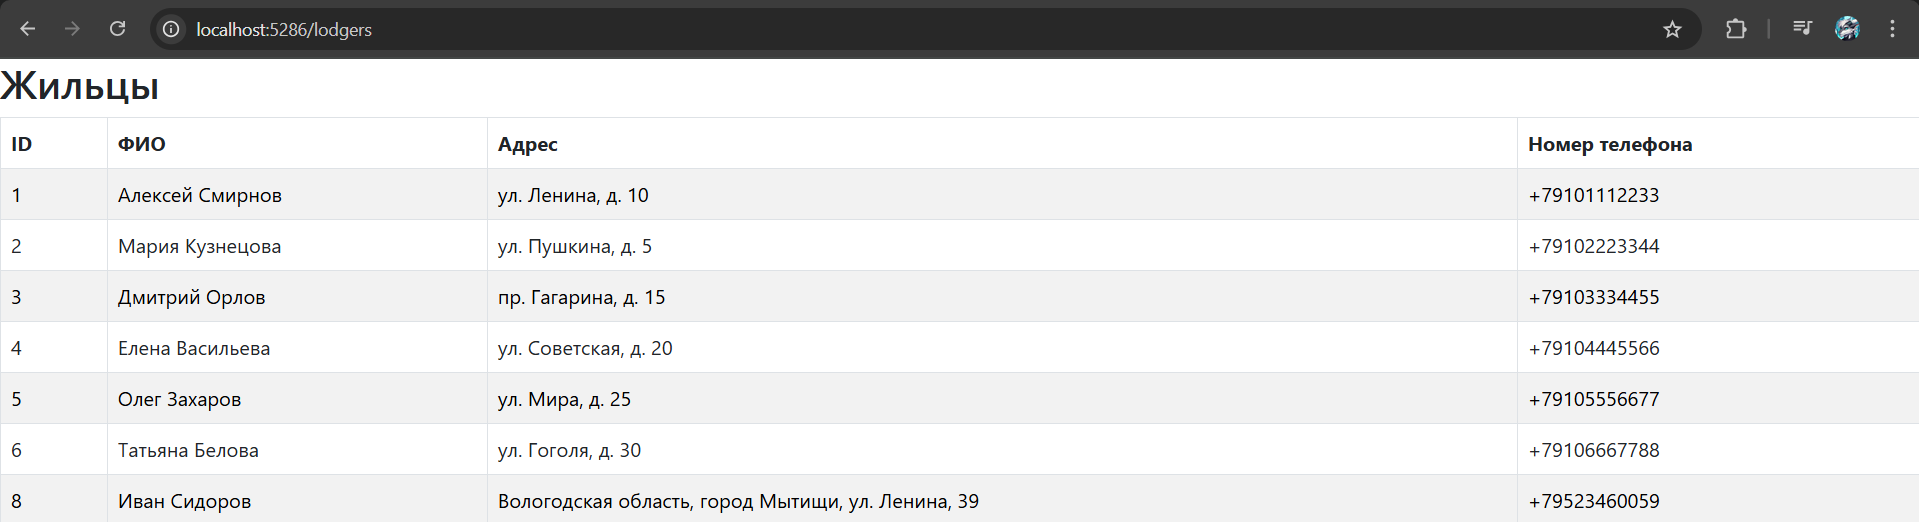 localhost:5286/lodgers
Жильцы
ID ФИО Адрес Номер телефона
1 Алексей Смирнов ул. Ленина, д. 10 +79101112233
2 Мария Кузнецова ул. Пушкина, д. 5 +79102223344
3 Дмитрий Орлов пр. Гагарина, д. 15 +79103334455
4 Елена Васильева ул. Советская, д. 20 +79104445566
5 Олег Захаров ул. Мира, д. 25 +79105556677
6 Татьяна Белова ул. Гоголя, д. 30 +79106667788
8 Иван Сидоров Вологодская область, город Мытищи, ул. Ленина, 39 +79523460059